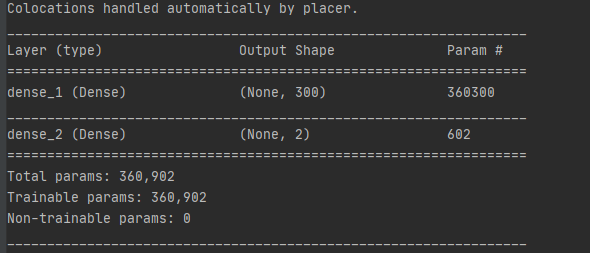 Colocations handled automatically by placer.
_________________________________________________________________
Layer (type)                 Output Shape              Param #
=================================================================
dense_1 (Dense)              (None, 300)               360300
_________________________________________________________________
dense_2 (Dense)              (None, 2)                 602
=================================================================
Total params: 360,902
Trainable params: 360,902
Non-trainable params: 0
_________________________________________________________________